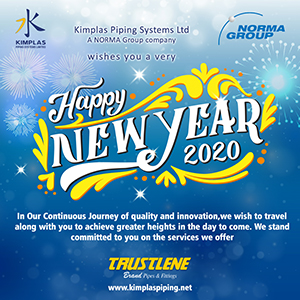 KIMPLAS
PIPING SYSTEMS LIMITED
NORMA
GROUP
Kimplas Piping Systems Ltd
A NORMA Group company
wishes you a very
Happy
NEW YEAR
2020
In Our Continuous Journey of quality and innovation,we wish to travel
along with you to achieve greater heights in the day to come. We stand
committed to you on the services we offer
TRUSTLENE
Brand Pipes & Fittings
www.kimplaspiping.net